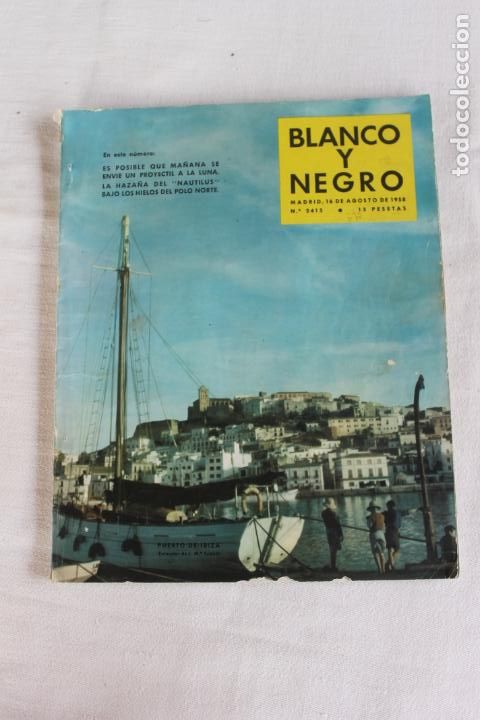 En este número:
ES POSIBLE QUE MAÑANA SE
ENVIE UN PROYECTIL A LA LUNA.
LA HAZAÑA DEL "NAUTILUS"
BAJO LOS HIELOS DEL POLO NORTE.
BLANCO
Y
NEGRO
MADRID, 16 DE AGOSTO DE 1958
N.º 2415 • 15 PESETAS
PUERTO DE IBIZA
todocoleccion